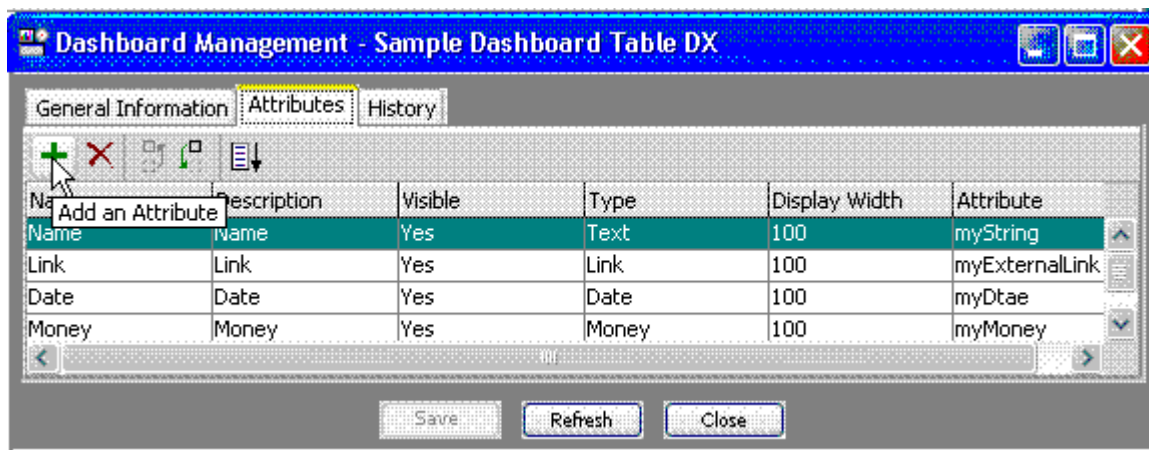 Dashboard Management - Sample Dashboard Table DX
General Information Attributes History
Description Visible Type Display Width Attribute
Add an Attribute
Name Name Yes Text 100 myString
Link Link Yes Link 100 myExternalLink
Date Date Yes Date 100 myDtae
Money Money Yes Money 100 myMoney
Save Refresh Close